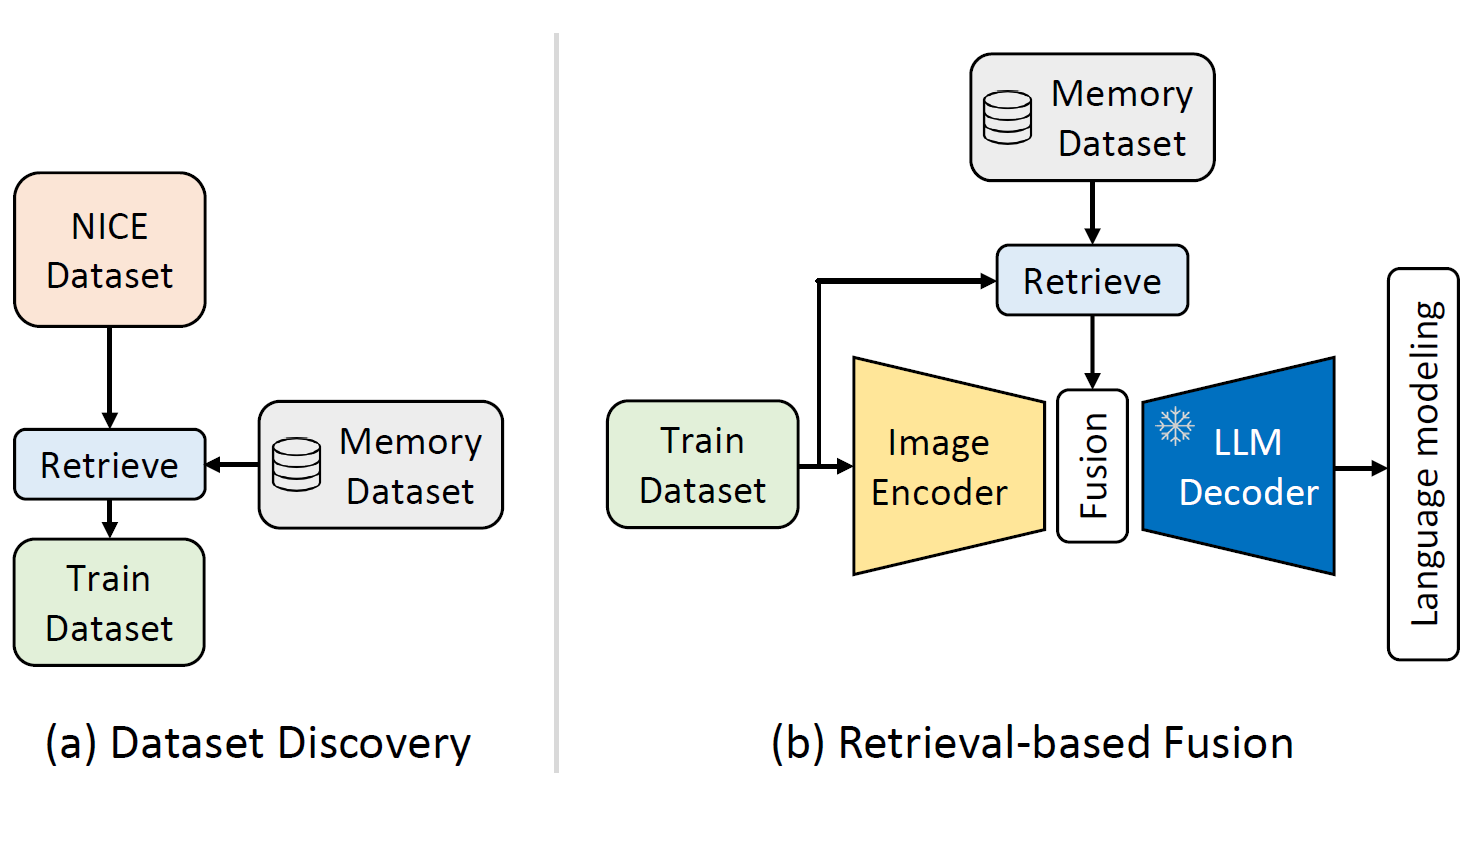 NICE
Dataset
Retrieve
Memory
Dataset
Train
Dataset
(a) Dataset Discovery
Memory
Dataset
Retrieve
Train
Dataset
Image
Encoder
Fusion
LLM
Decoder
Language modeling
(b) Retrieval-based Fusion